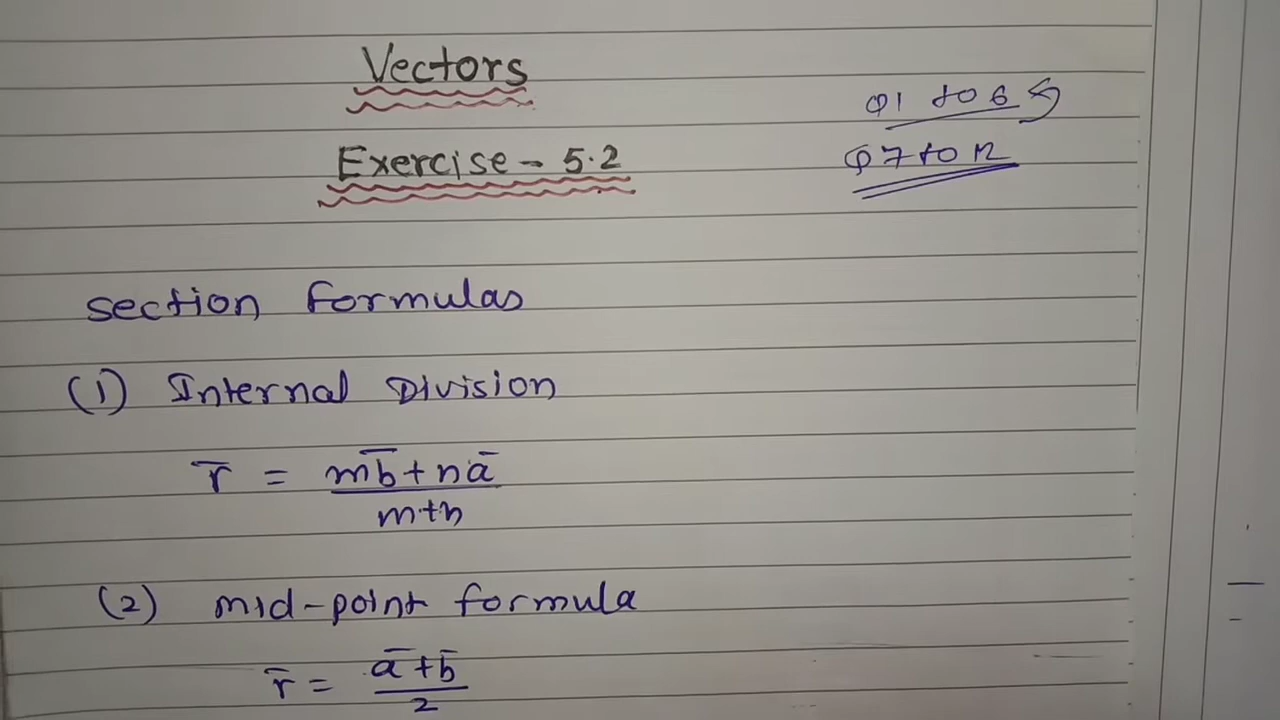 Vectors
Q1 to 6
Exercise - 5.2
Q7 to 12
section formulas
(1) Internal Division
r̅ = mb̅ + na̅
m+n
(2) mid-point formula
r̅ = a̅ + b̅
2